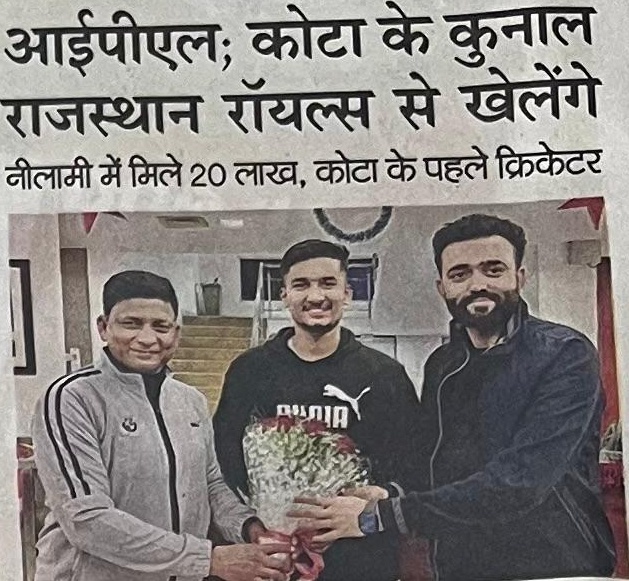 आईपीएल; कोटा के कुनाल
राजस्थान रॉयल्स से खेलेंगे
नीलामी में मिले 20 लाख, कोटा के पहले क्रिकेटर
PUMA